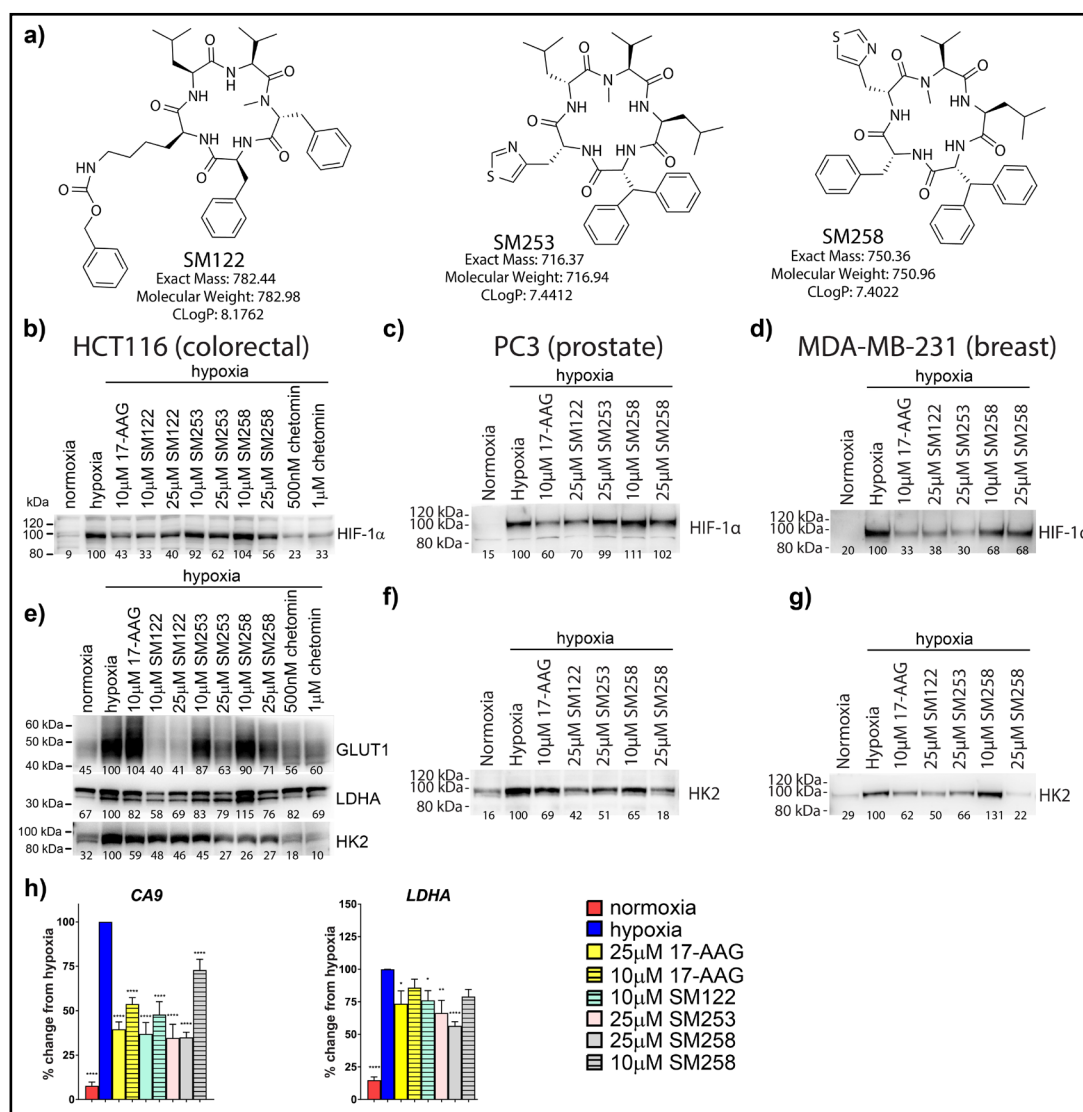 a)
SM122
Exact Mass: 782.44
Molecular Weight: 782.98
CLogP: 8.1762
SM253
Exact Mass: 716.37
Molecular Weight: 716.94
CLogP: 7.4412
SM258
Exact Mass: 750.36
Molecular Weight: 750.96
CLogP: 7.4022
b)
HCT116 (colorectal)
hypoxia
normoxia
hypoxia
10μM 17-AAG
10μM SM122
25μM SM122
10μM SM253
25μM SM253
10μM SM258
25μM SM258
500nM chetomin
1μM chetomin
kDa
120
100
80
HIF-1α
9 100 43 33 40 92 62 104 56 23 33
c)
PC3 (prostate)
hypoxia
Normoxia
Hypoxia
10μM 17-AAG
25μM SM122
25μM SM253
10μM SM258
25μM SM258
120 kDa
100 kDa
80 kDa
HIF-1α
15 100 60 70 99 111 102
d)
MDA-MB-231 (breast)
hypoxia
Normoxia
Hypoxia
10μM 17-AAG
25μM SM122
25μM SM253
10μM SM258
25μM SM258
120 kDa
100 kDa
80 kDa
HIF-1α
20 100 33 38 30 68 68
e)
hypoxia
normoxia
hypoxia
10μM 17-AAG
10μM SM122
25μM SM122
10μM SM253
25μM SM253
10μM SM258
25μM SM258
500nM chetomin
1μM chetomin
60 kDa
50 kDa
40 kDa
GLUT1
45 100 104 40 41 87 63 90 71 56 60
30 kDa
LDHA
67 100 82 58 69 83 79 115 76 82 69
100 kDa
80 kDa
HK2
32 100 59 48 46 45 27 26 27 18 10
f)
hypoxia
Normoxia
Hypoxia
10μM 17-AAG
25μM SM122
25μM SM253
10μM SM258
25μM SM258
120 kDa
100 kDa
80 kDa
HK2
16 100 69 42 51 65 18
g)
hypoxia
Normoxia
Hypoxia
10μM 17-AAG
25μM SM122
25μM SM253
10μM SM258
25μM SM258
120 kDa
100 kDa
80 kDa
HK2
29 100 62 50 66 131 22
h)
CA9
% change from hypoxia
100
75
50
25
0
**** **** **** **** **** **** **** ****
LDHA
% change from hypoxia
150
125
100
75
50
25
0
**** * * ** ****
normoxia
hypoxia
25μM 17-AAG
10μM 17-AAG
10μM SM122
25μM SM253
25μM SM258
10μM SM258